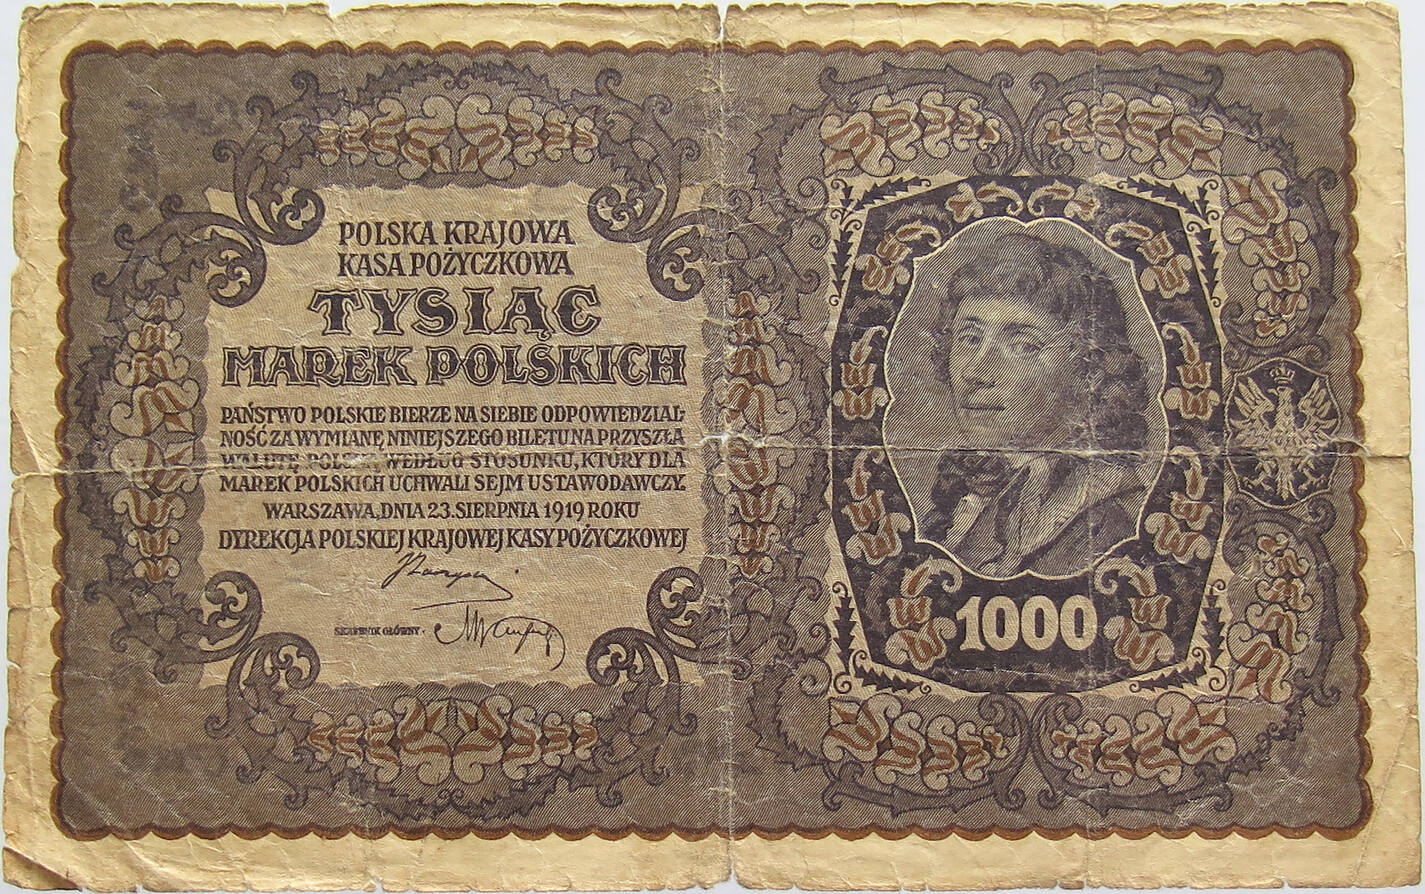 POLSKA KRAJOWA
KASA POŻYCZKOWA
TYSIĄC
MAREK POLSKICH
PAŃSTWO POLSKIE BIERZE NA SIEBIE ODPOWIEDZIAL-
NOŚĆ ZA WYMIANĘ NINIEJSZEGO BILETU NA PRZYSZŁĄ
WALUTĘ POLSKĄ, WEDŁUG STOSUNKU, KTÓRY DLA
MAREK POLSKICH UCHWALI SEJM USTAWODAWCZY.
WARSZAWA, DNIA 23. SIERPNIA 1919 ROKU
DYREKCJA POLSKIEJ KRAJOWEJ KASY POŻYCZKOWEJ
SKARBNIK GŁÓWNY.
1000